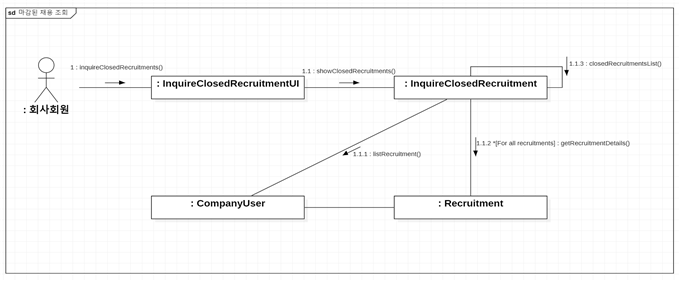 sd 마감된 채용 조회
1 : inquireClosedRecruitments()
1.1 : showClosedRecruitments()
1.1.3 : closedRecruitmentsList()
: InquireClosedRecruitmentUI
: InquireClosedRecruitment
: 회사회원
1.1.2 *[For all recruitments] : getRecruitmentDetails()
1.1.1 : listRecruitment()
: CompanyUser
: Recruitment